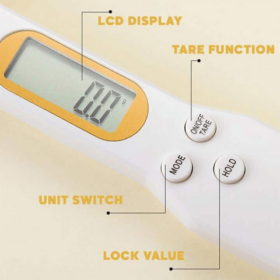 LCD DISPLAY
TARE FUNCTION
0.0
ON/OFF
TARE
MODE
HOLD
UNIT SWITCH
LOCK VALUE